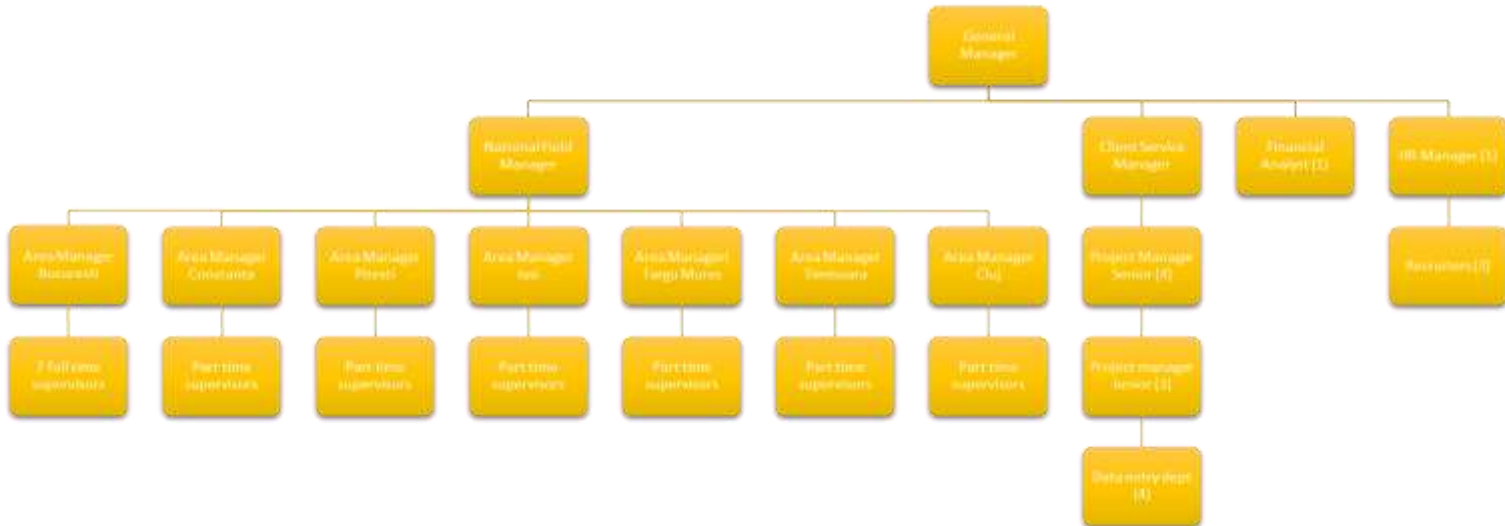 General
Manager
National Field
Manager
Client Service
Manager
Financial
Analyst (1)
HR Manager (1)
Area Manager
Bucuresti
Area Manager
Constanta
Area Manager
Pitesti
Area Manager
Iasi
Area Manager
Targu Mures
Area Manager
Timisoara
Area Manager
Cluj
Project Manager
Senior
Recruiters
7 full time
supervisors
Part time
supervisors
Part time
supervisors
Part time
supervisors
Part time
supervisors
Part time
supervisors
Part time
supervisors
Project manager
Data entry dept
(4)